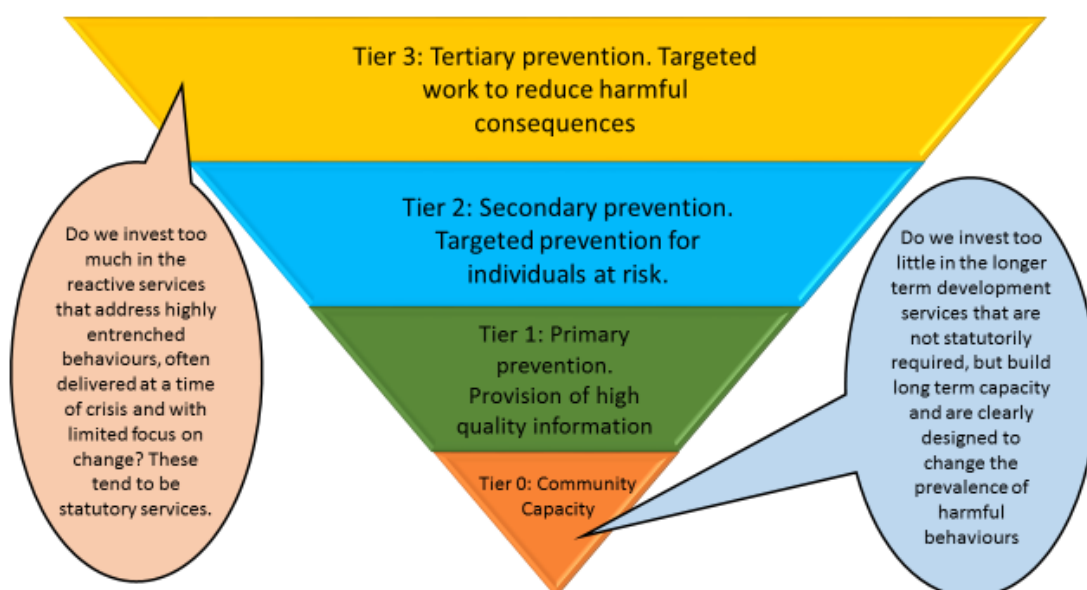 Tier 3: Tertiary prevention. Targeted
work to reduce harmful
consequences
Tier 2: Secondary prevention.
Targeted prevention for
individuals at risk.
Tier 1: Primary
prevention.
Provision of high
quality information
Tier 0: Community
Capacity
Do we invest too
much in the
reactive services
that address highly
entrenched
behaviours, often
delivered at a time
of crisis and with
limited focus on
change? These
tend to be
statutory services.
Do we invest too
little in the longer
term development
services that are
not statutorily
required, but build
long term capacity
and are clearly
designed to
change the
prevalence of
harmful
behaviours